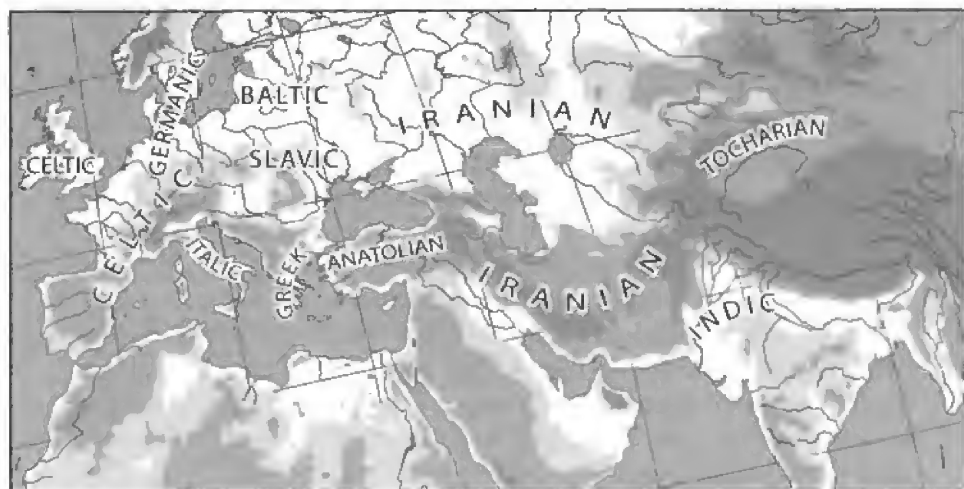 GERMANIC
BALTIC
IRANIAN
TOCHARIAN
CELTIC
SLAVIC
CELTIC
ITALIC
GREEK
ANATOLIAN
IRANIAN
INDIC